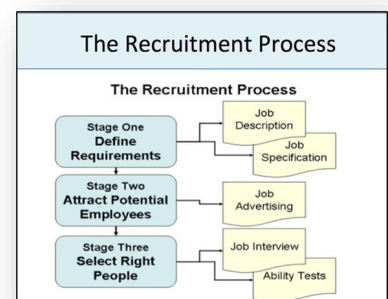 The Recruitment Process
The Recruitment Process
Stage One
Define
Requirements
Job
Description
Job
Specification
Stage Two
Attract Potential
Employees
Job
Advertising
Stage Three
Select Right
People
Job Interview
Ability Tests